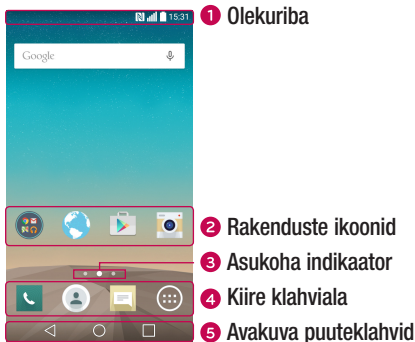 15:31
1 Olekuriba
Google
2 Rakenduste ikoonid
3 Asukoha indikaator
4 Kiire klahviala
5 Avakuva puuteklahvid